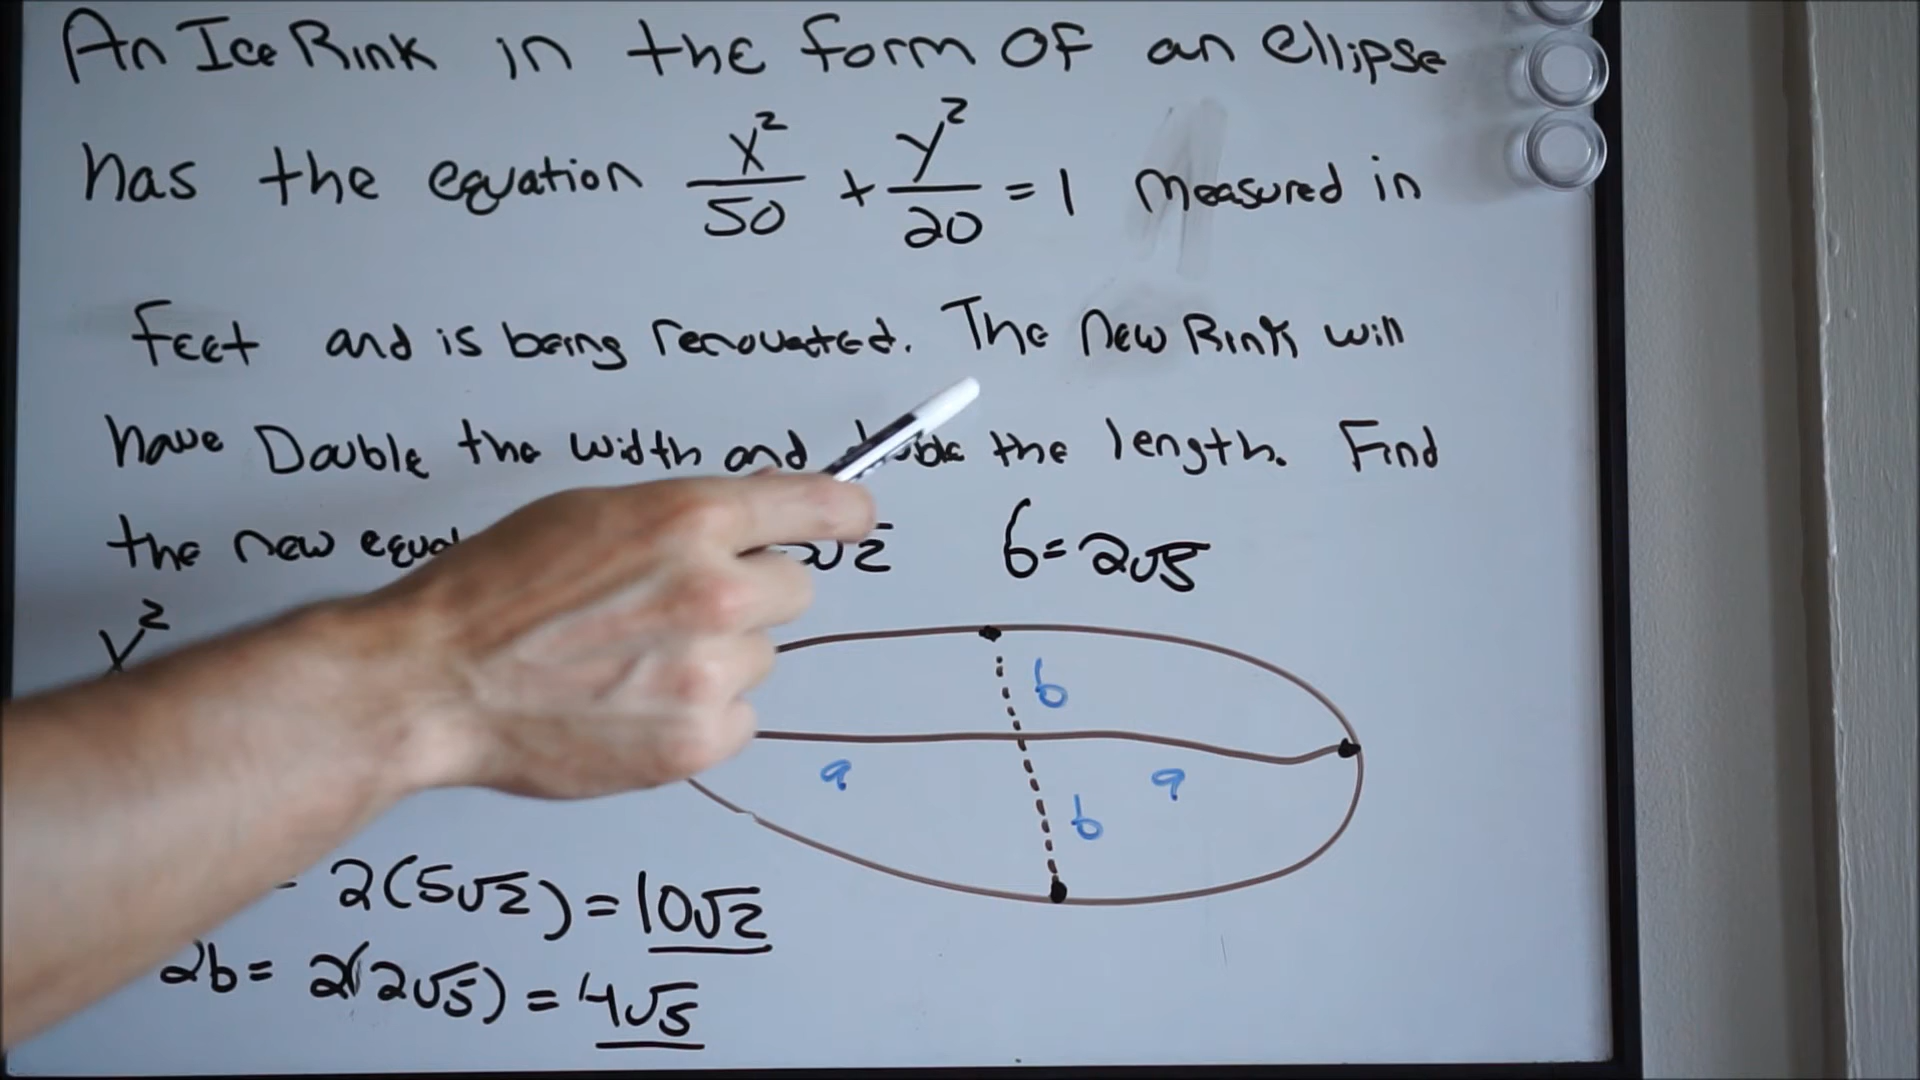 An Ice Rink in the form of an ellipse
has the equation x²/50 + y²/20 = 1 Measured in
feet and is being renovated. The New Rink will
have Double the width and the length. Find
the new 6 = 2√5
x²
b
a a
b
2(5√2) = 10√2
2b = 2(2√5) = 4√5